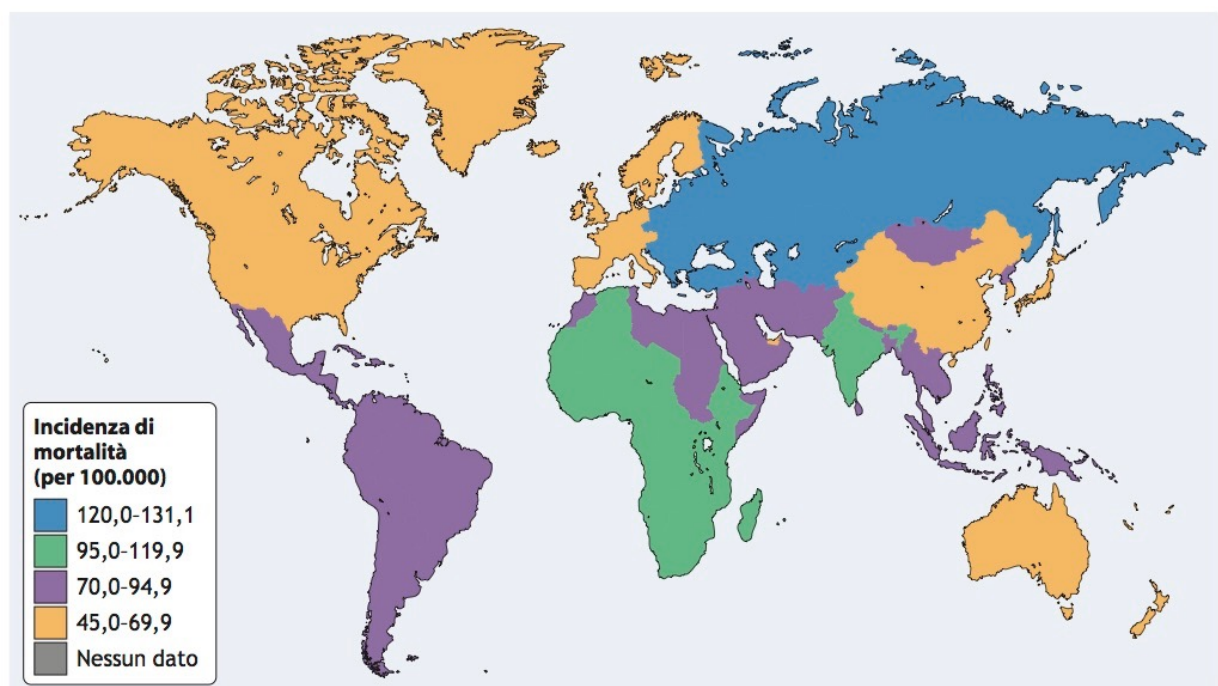 Incidenza di
mortalità
(per 100.000)
120,0-131,1
95,0-119,9
70,0-94,9
45,0-69,9
Nessun dato